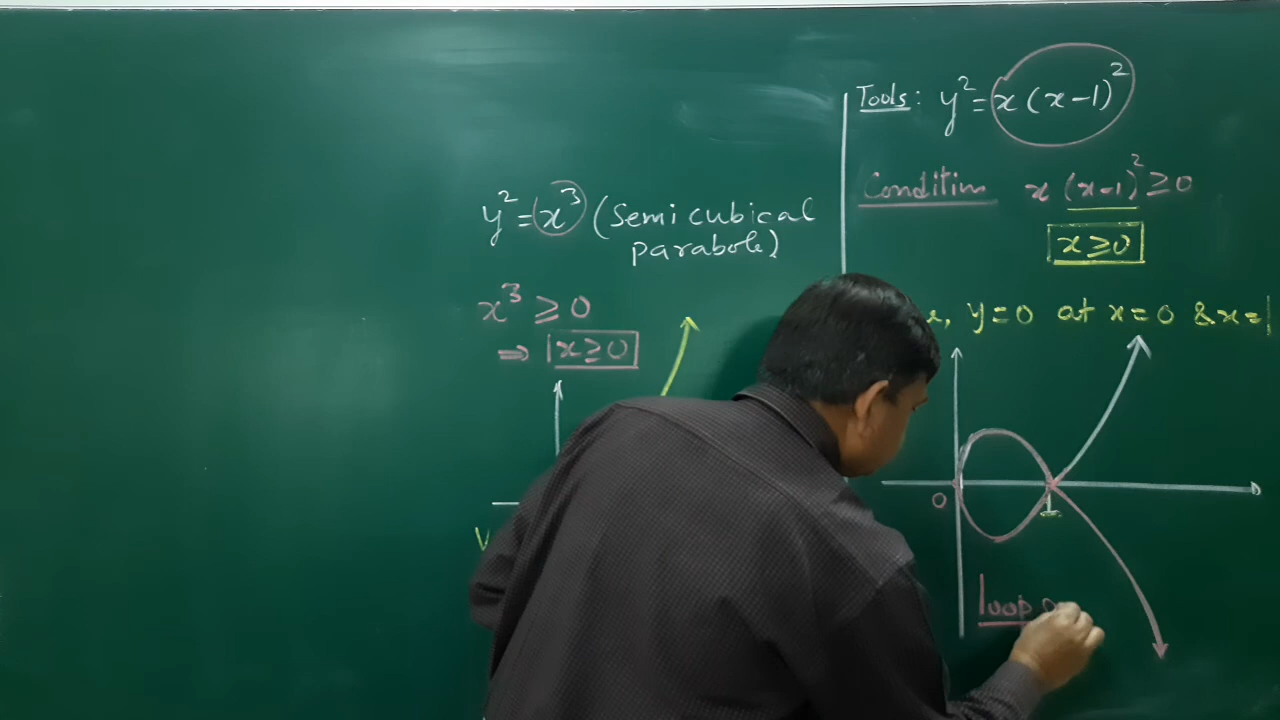 y² = x³ (Semi cubical
parabola)
x³ ≥ 0
⇒ x ≥ 0
Tools: y² = x(x-1)²
Condition x(x-1)² ≥ 0
x ≥ 0
y=0 at x=0 & x=1
0
1
loop